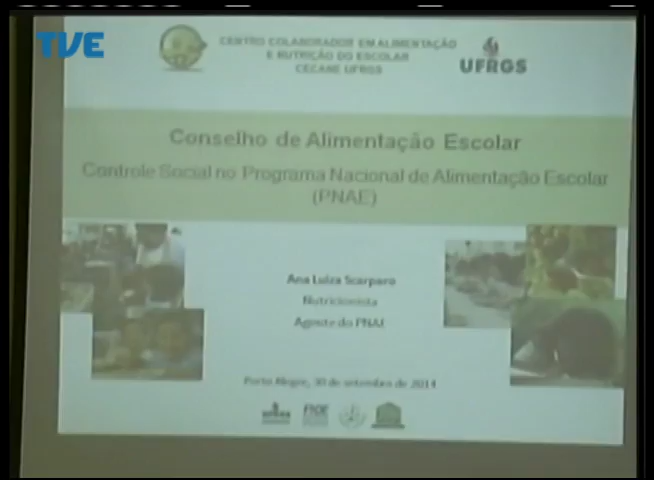 TVE
CENTRO COLABORADOR EM ALIMENTAÇÃO
E NUTRIÇÃO DO ESCOLAR
CECANE UFRGS
UFRGS
Conselho de Alimentação Escolar
Controle Social no Programa Nacional de Alimentação Escolar
(PNAE)
Ana Luiza Scarparo
Nutricionista
Agente do PNAE
Porto Alegre, 30 de setembro de 2014
UFRGS
FNDE